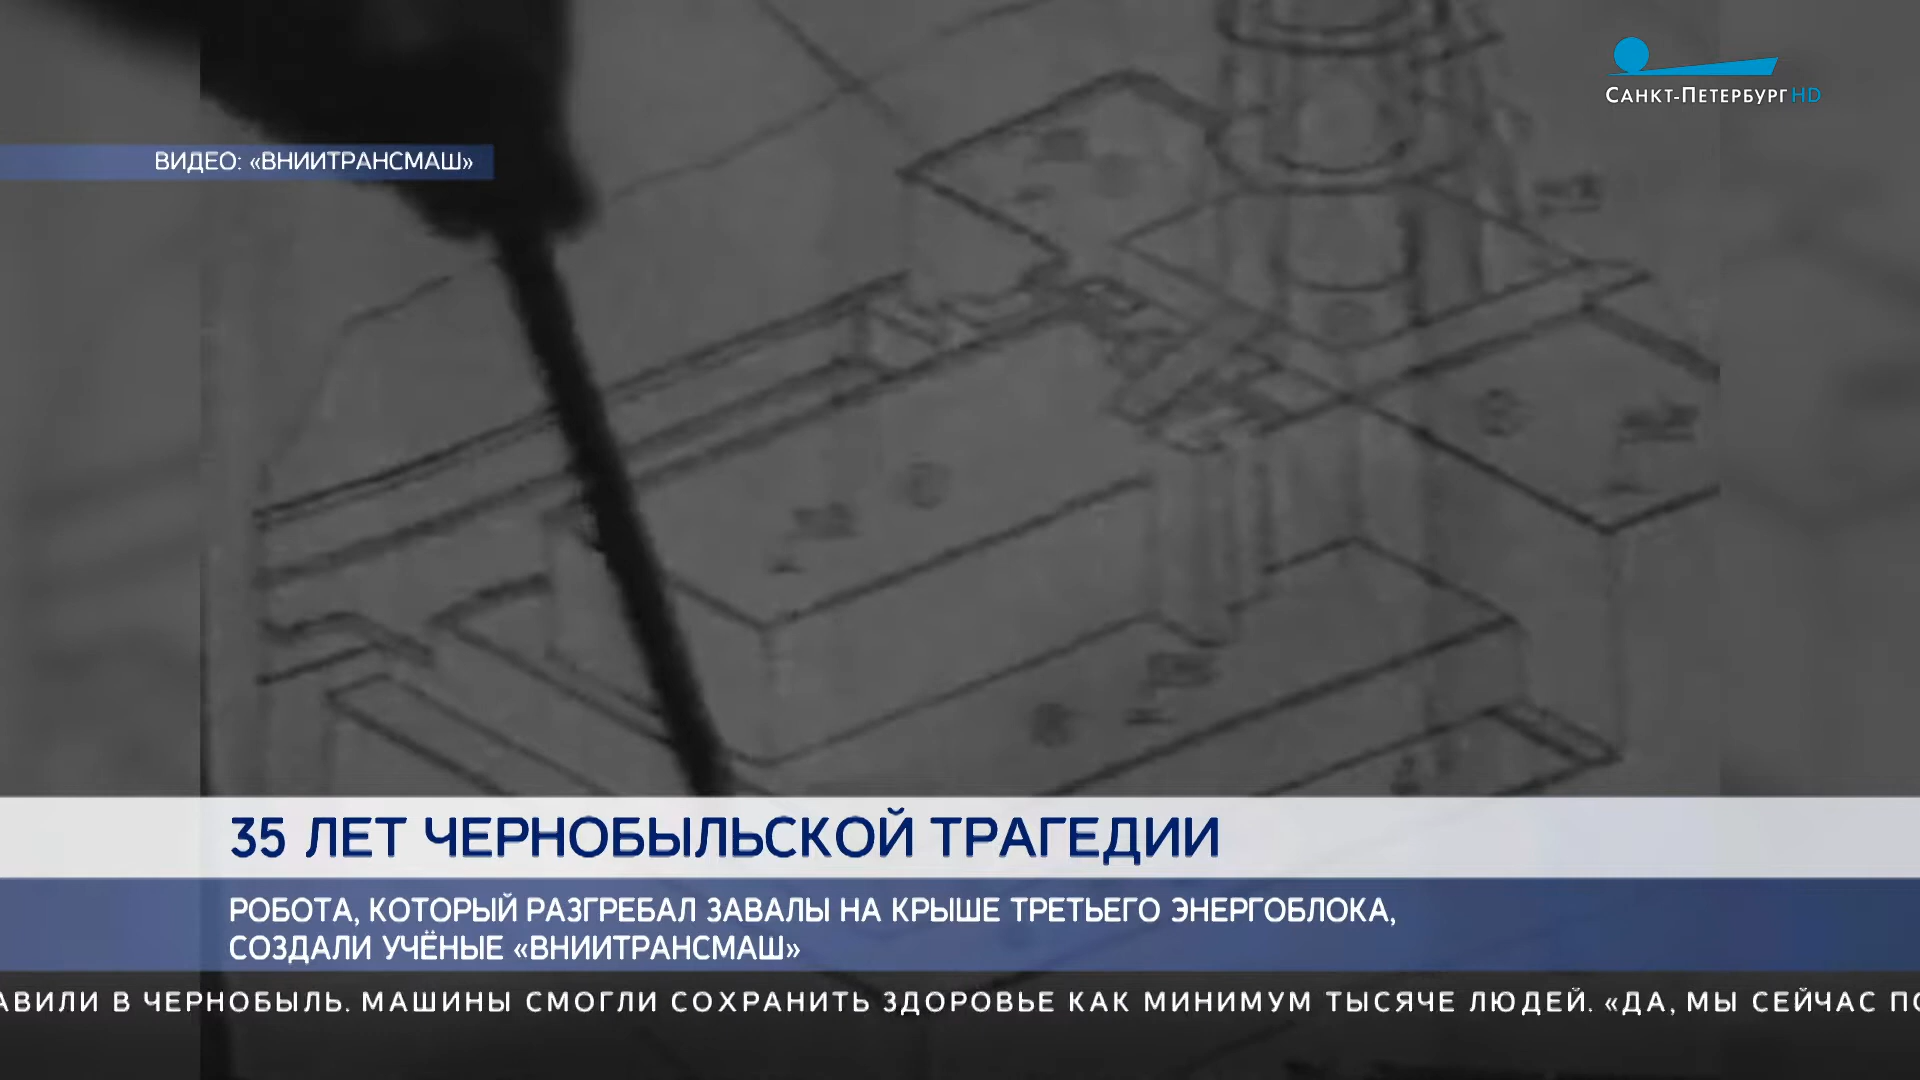 САНКТ-ПЕТЕРБУРГ HD
ВИДЕО: «ВНИИТРАНСМАШ»
35 ЛЕТ ЧЕРНОБЫЛЬСКОЙ ТРАГЕДИИ
РОБОТА, КОТОРЫЙ РАЗГРЕБАЛ ЗАВАЛЫ НА КРЫШЕ ТРЕТЬЕГО ЭНЕРГОБЛОКА,
СОЗДАЛИ УЧЁНЫЕ «ВНИИТРАНСМАШ»
АВИЛИ В ЧЕРНОБЫЛЬ. МАШИНЫ СМОГЛИ СОХРАНИТЬ ЗДОРОВЬЕ КАК МИНИМУМ ТЫСЯЧЕ ЛЮДЕЙ. «ДА, МЫ СЕЙЧАС ПО